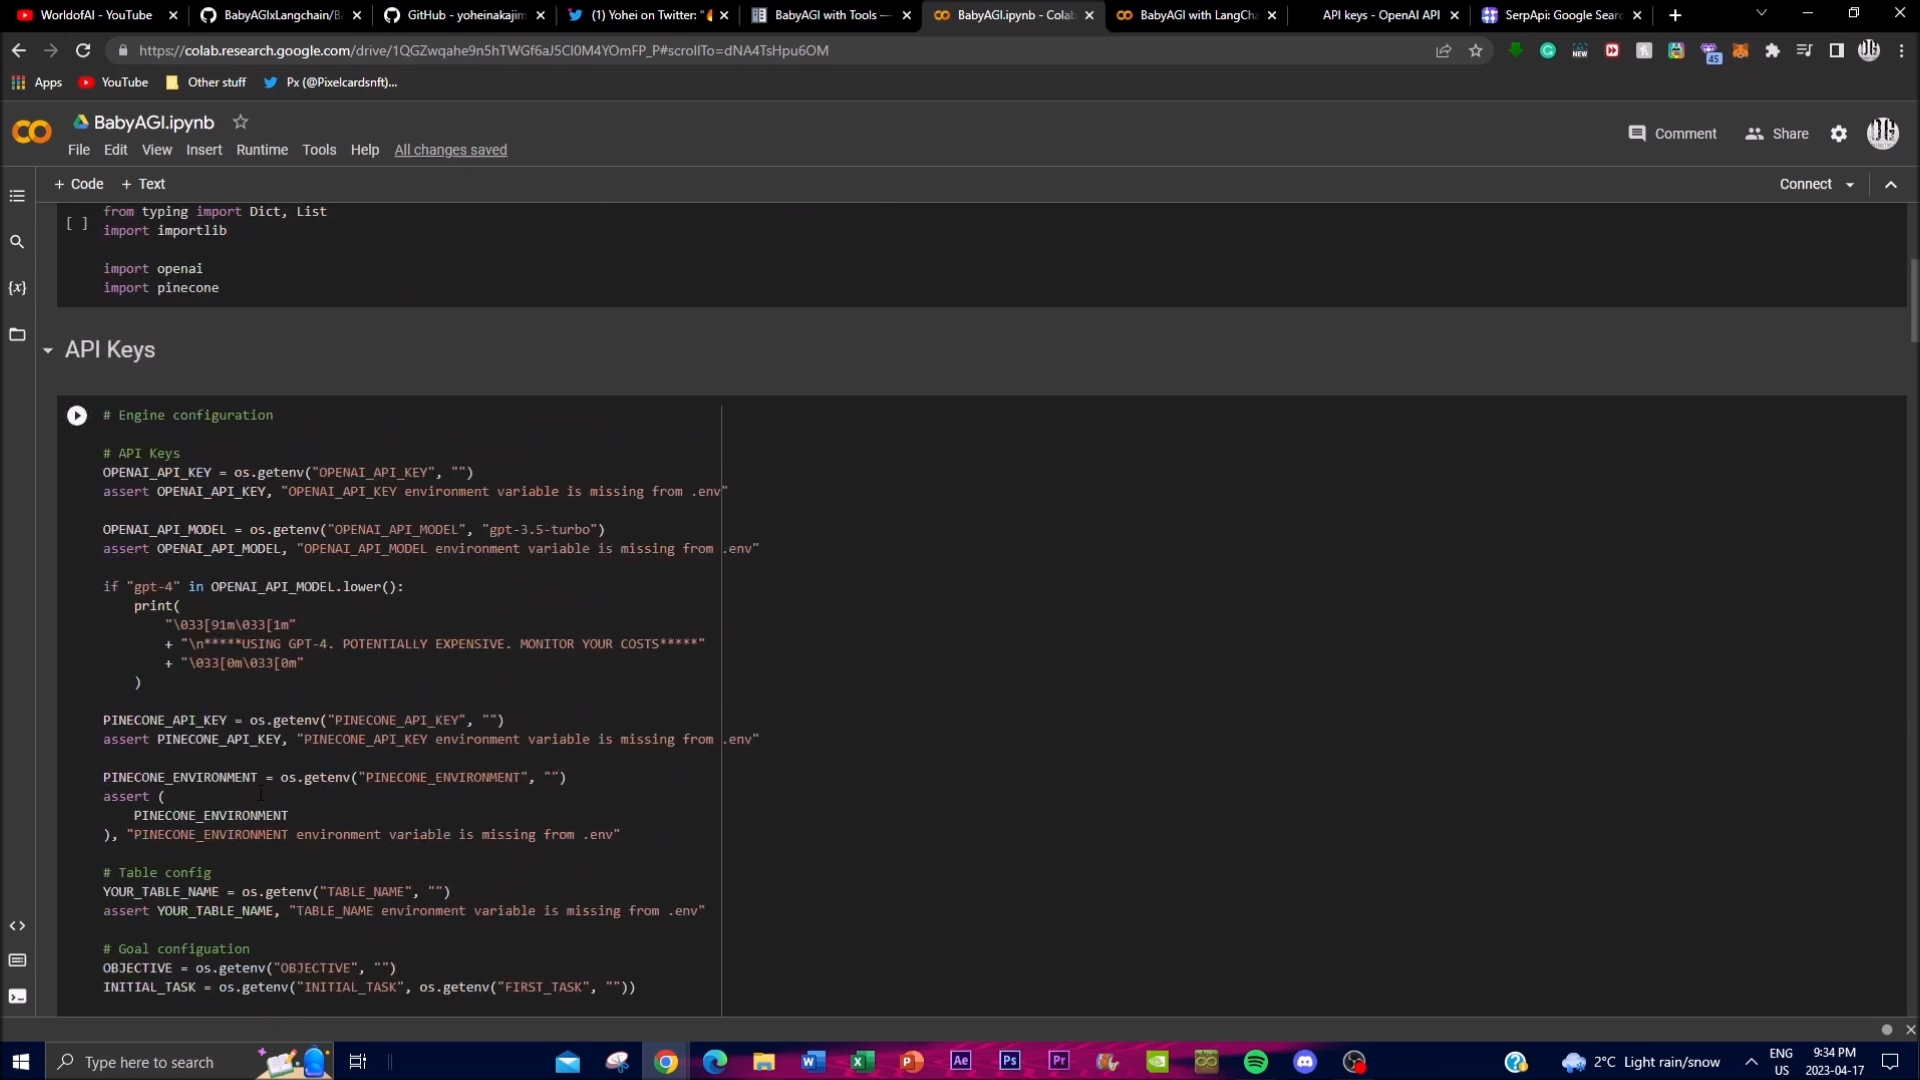 WorldofAI - YouTube
BabyAGIxLangchain/Ba
GitHub - yoheinakajim
(1) Yohei on Twitter: "
BabyAGI with Tools —
BabyAGI.ipynb - Colab
BabyAGI with LangCha
API keys - OpenAI API
SerpApi: Google Searc
https://colab.research.google.com/drive/1QGZwqahe9n5hTWGf6aJ5Cl0M4YOmFP_P#scrollTo=dNA4TsHpu6OM
45
Apps
YouTube
Other stuff
Px (@Pixelcardsnft)...
BabyAGI.ipynb
Comment
Share
File Edit View Insert Runtime Tools Help All changes saved
+ Code + Text
Connect
from typing import Dict, List
[ ]
import importlib
import openai
import pinecone
API Keys
# Engine configuration
# API Keys
OPENAI_API_KEY = os.getenv("OPENAI_API_KEY", "")
assert OPENAI_API_KEY, "OPENAI_API_KEY environment variable is missing from .env"
OPENAI_API_MODEL = os.getenv("OPENAI_API_MODEL", "gpt-3.5-turbo")
assert OPENAI_API_MODEL, "OPENAI_API_MODEL environment variable is missing from .env"
if "gpt-4" in OPENAI_API_MODEL.lower():
print(
"\033[91m\033[1m"
+ "\n*****USING GPT-4. POTENTIALLY EXPENSIVE. MONITOR YOUR COSTS*****"
+ "\033[0m\033[0m"
)
PINECONE_API_KEY = os.getenv("PINECONE_API_KEY", "")
assert PINECONE_API_KEY, "PINECONE_API_KEY environment variable is missing from .env"
PINECONE_ENVIRONMENT = os.getenv("PINECONE_ENVIRONMENT", "")
assert (
PINECONE_ENVIRONMENT
), "PINECONE_ENVIRONMENT environment variable is missing from .env"
# Table config
YOUR_TABLE_NAME = os.getenv("TABLE_NAME", "")
assert YOUR_TABLE_NAME, "TABLE_NAME environment variable is missing from .env"
# Goal configuation
OBJECTIVE = os.getenv("OBJECTIVE", "")
INITIAL_TASK = os.getenv("INITIAL_TASK", os.getenv("FIRST_TASK", ""))
Type here to search
2°C Light rain/snow
ENG
US
9:34 PM
2023-04-17